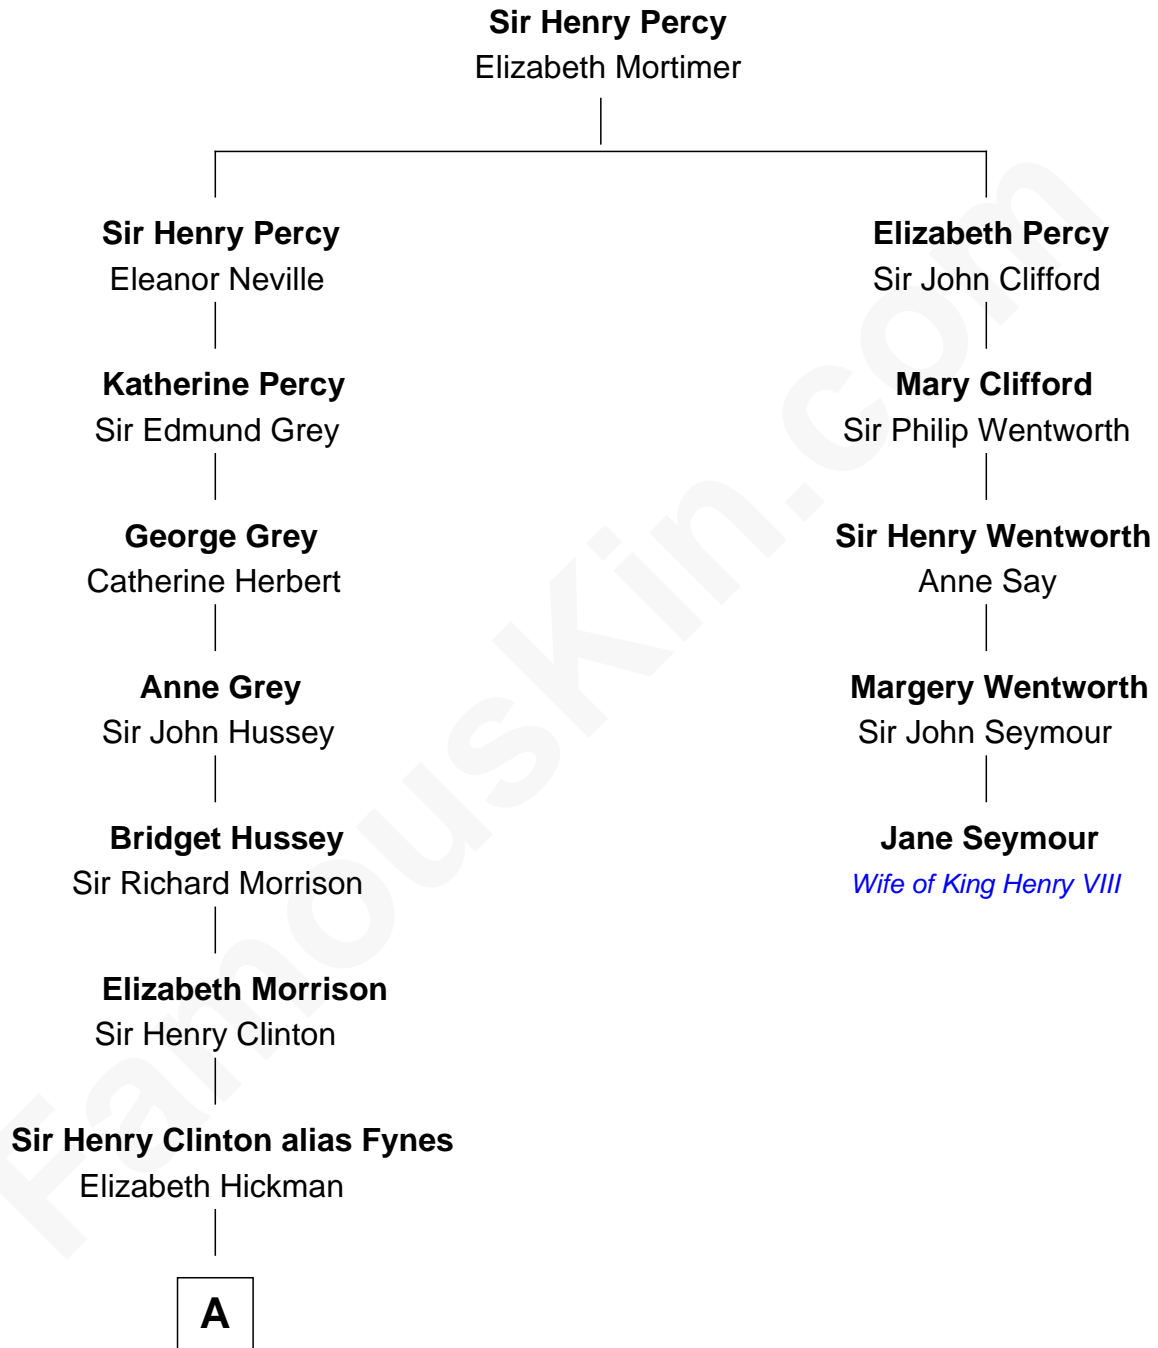 Sir Henry Percy
Elizabeth Mortimer
Sir Henry Percy
Eleanor Neville
Katherine Percy
Sir Edmund Grey
George Grey
Catherine Herbert
Anne Grey
Sir John Hussey
Bridget Hussey
Sir Richard Morrison
Elizabeth Morrison
Sir Henry Clinton
Sir Henry Clinton alias Fynes
Elizabeth Hickman
A
Elizabeth Percy
Sir John Clifford
Mary Clifford
Sir Philip Wentworth
Sir Henry Wentworth
Anne Say
Margery Wentworth
Sir John Seymour
Jane Seymour
Wife of King Henry VIII
FamousKin.com